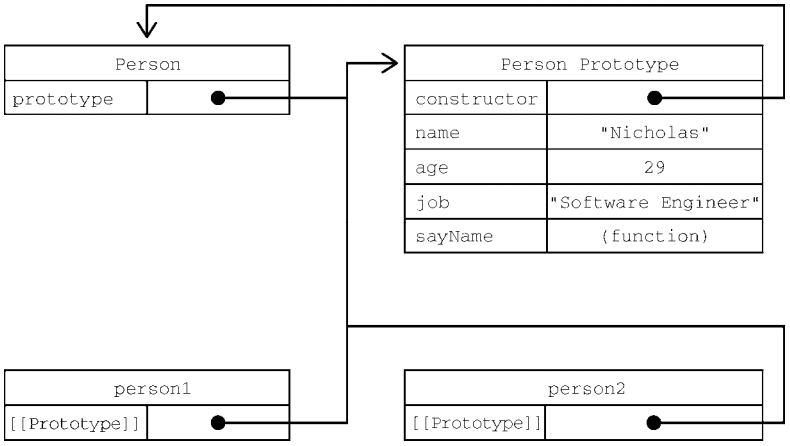 Person
prototype
Person Prototype
constructor
name "Nicholas"
age 29
job "Software Engineer"
sayName (function)
person1
[[Prototype]]
person2
[[Prototype]]